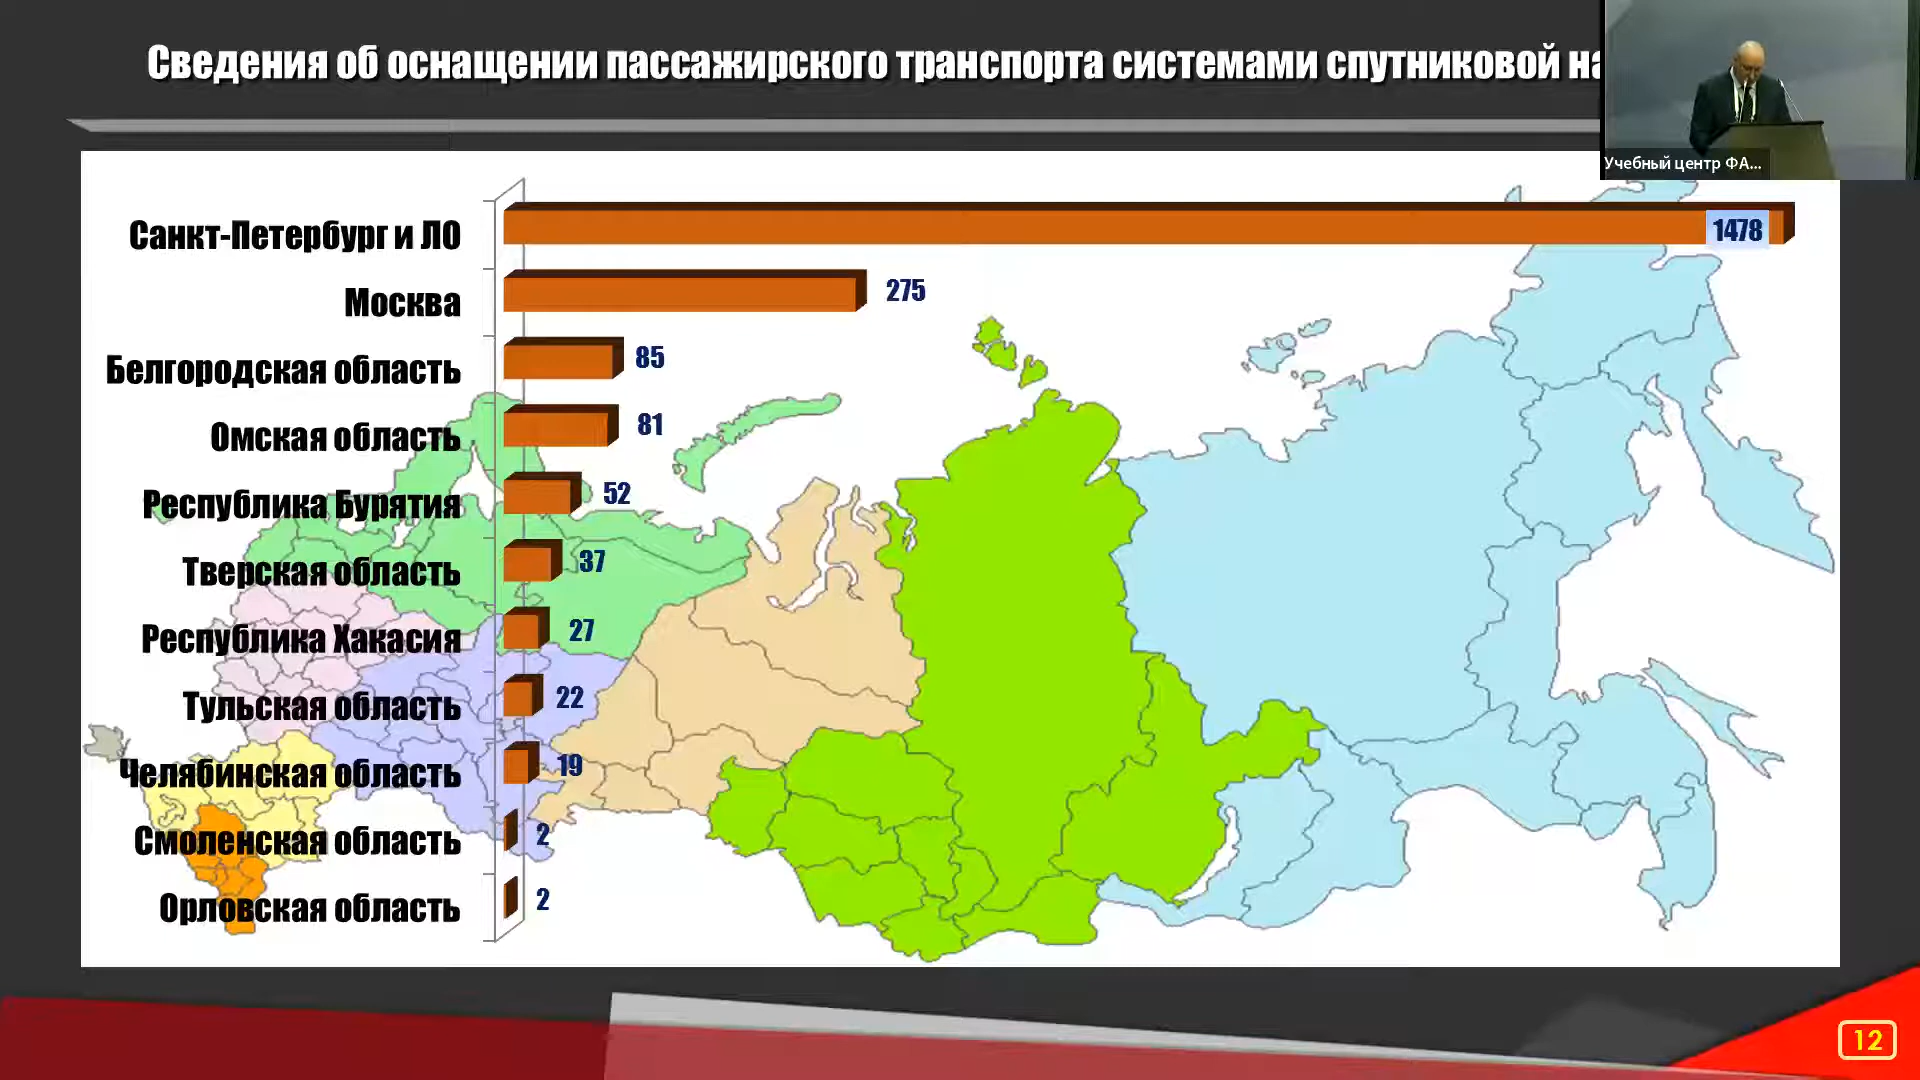 Сведения об оснащении пассажирского транспорта системами спутниковой
Учебный центр ФА...
Санкт-Петербург и ЛО 1478
Москва 275
Белгородская область 85
Омская область 81
Республика Бурятия 52
Тверская область 37
Республика Хакасия 27
Тульская область 22
Челябинская область 19
Смоленская область 2
Орловская область 2
12